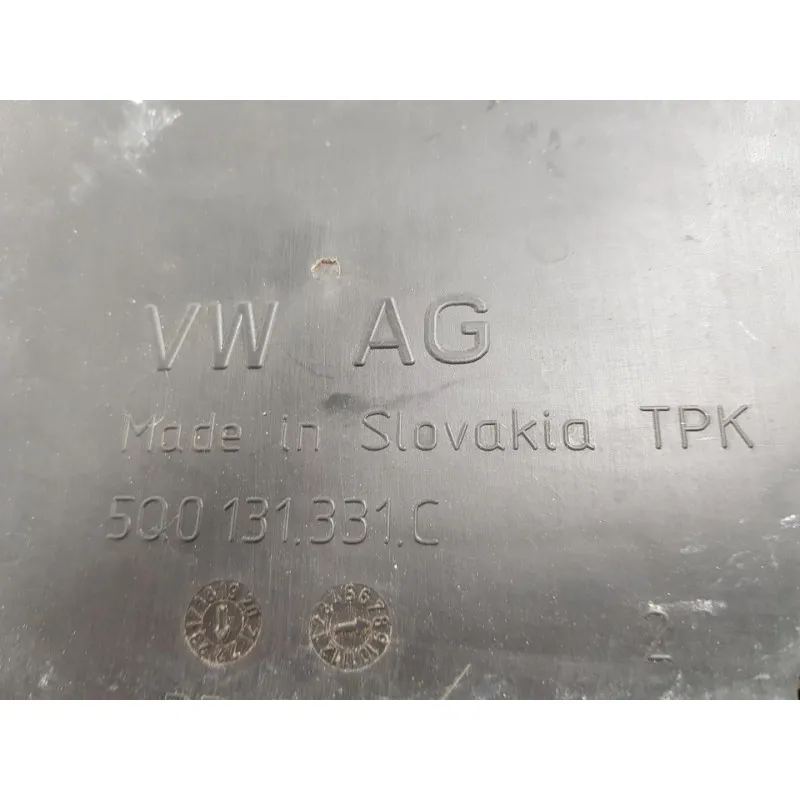 VW AG
Made in Slovakia TPK
5Q0 131.331.C
2